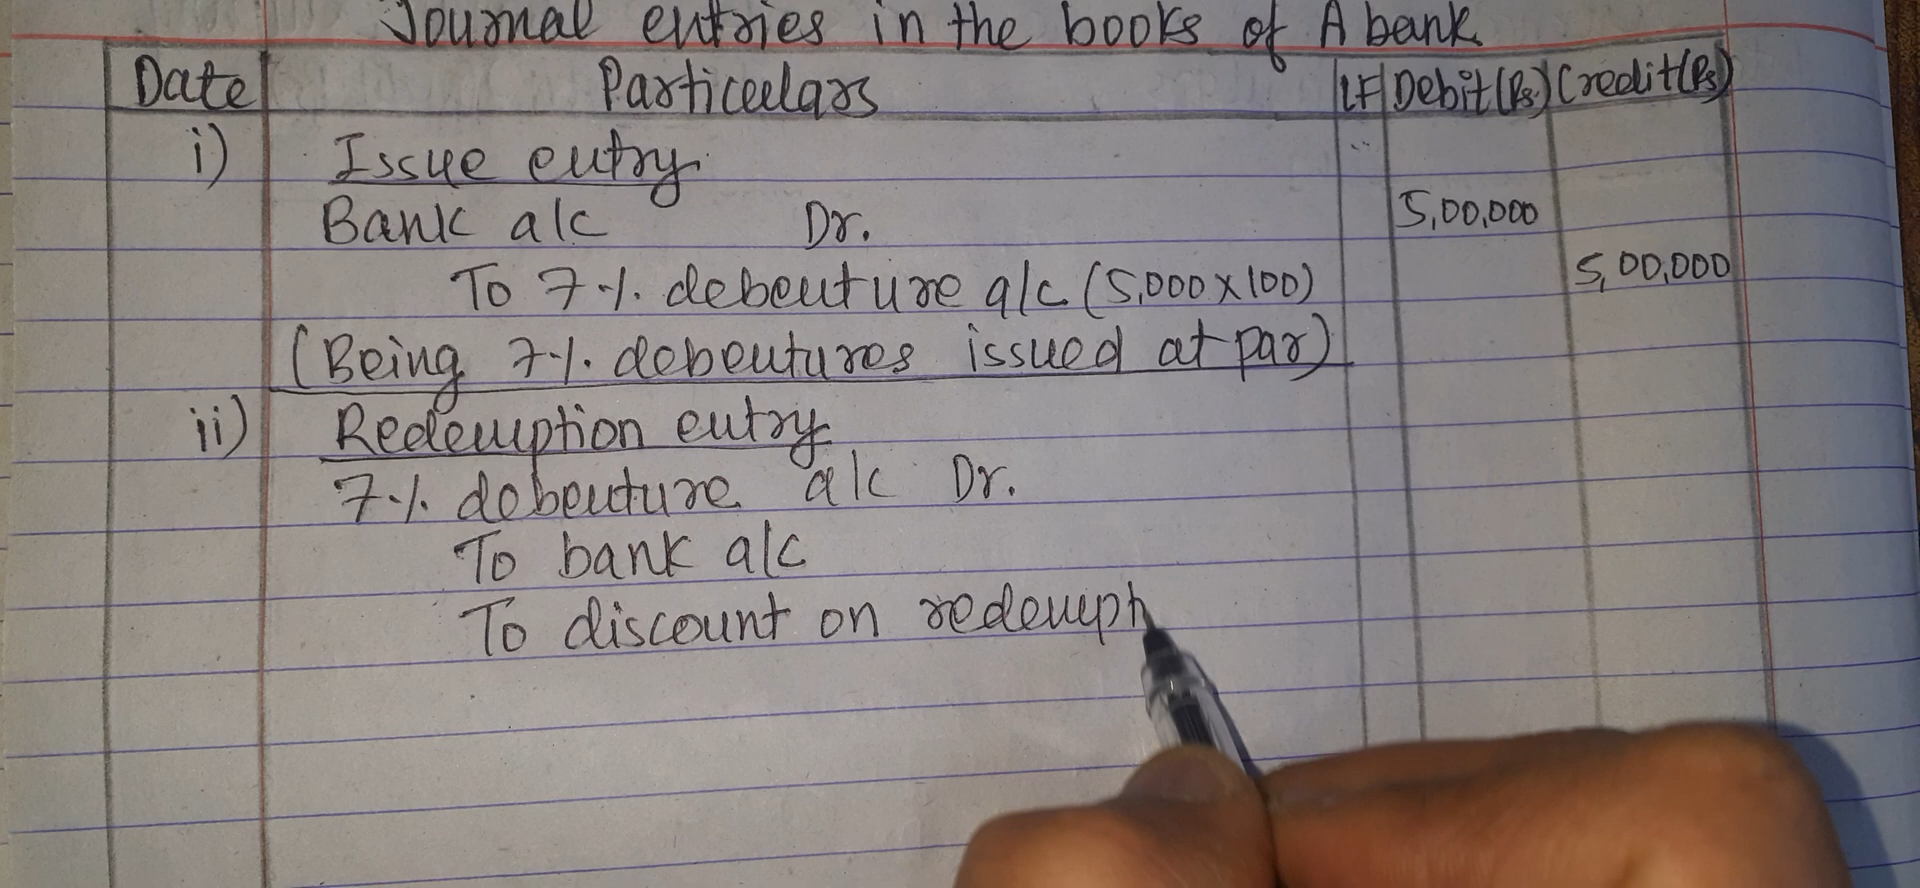 Journal entries in the books of A bank
Date Particulars LF Debit(Rs.) Credit(Rs)
i) Issue entry
Bank a/c Dr. 5,00,000
To 7% debenture a/c (5,000×100) 5,00,000
(Being 7% debentures issued at par)
ii) Redemption entry
7% debenture a/c Dr.
To bank a/c
To discount on redempt